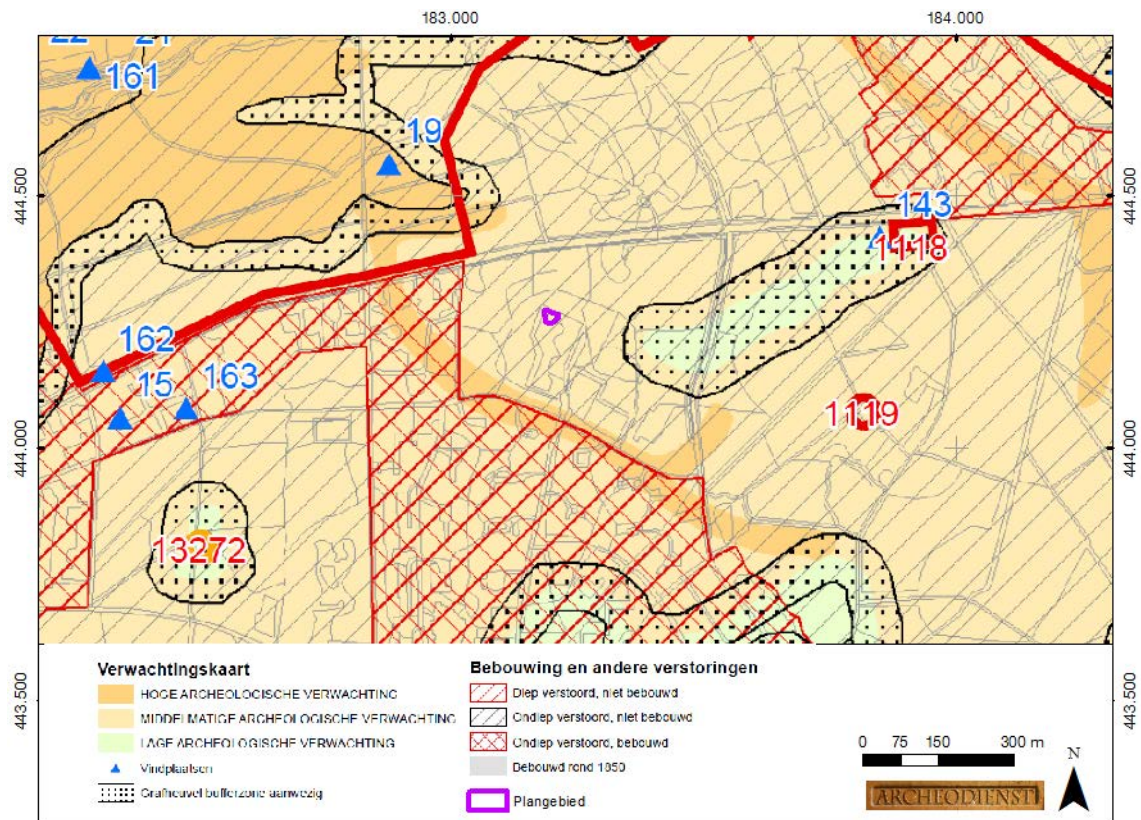 183.000 184.000
161
19
444.500 444.500
143
1118
162
15 163
1119
444.000 444.000
13272
443.500 443.500
Verwachtingskaart
HOGE ARCHEOLOGISCHE VERWACHTING
MIDDELMATIGE ARCHEOLOGISCHE VERWACHTING
LAGE ARCHEOLOGISCHE VERWACHTING
Vindplaatsen
Grafheuvel bufferzone aanwezig
Bebouwing en andere verstoringen
Diep verstoord, niet bebouwd
Ondiep verstoord, niet bebouwd
Ondiep verstoord, bebouwd
Bebouwd rond 1850
Plangebied
0 75 150 300 m
N
ARCHEODIENST